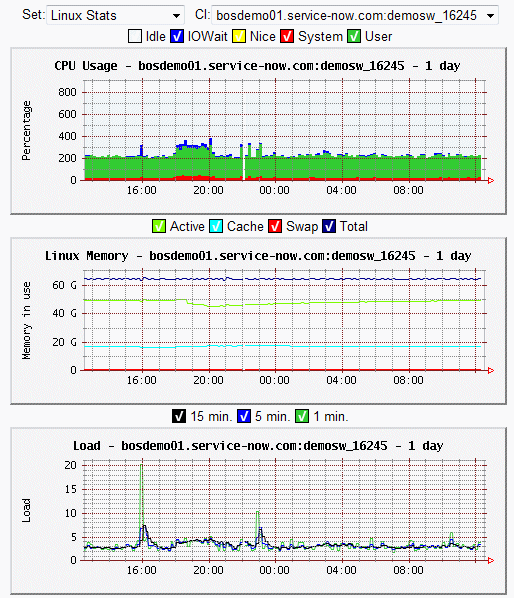 Set: Linux Stats CI: bosdemo01.service-now.com:demosw_16245
Idle IOWait Nice System User
CPU Usage - bosdemo01.service-now.com:demosw_16245 - 1 day
Percentage
800
600
400
200
0
16:00 20:00 00:00 04:00 08:00
Active Cache Swap Total
Linux Memory - bosdemo01.service-now.com:demosw_16245 - 1 day
Memory in use
60 G
40 G
20 G
0
16:00 20:00 00:00 04:00 08:00
15 min. 5 min. 1 min.
Load - bosdemo01.service-now.com:demosw_16245 - 1 day
Load
20
15
10
5
0
16:00 20:00 00:00 04:00 08:00